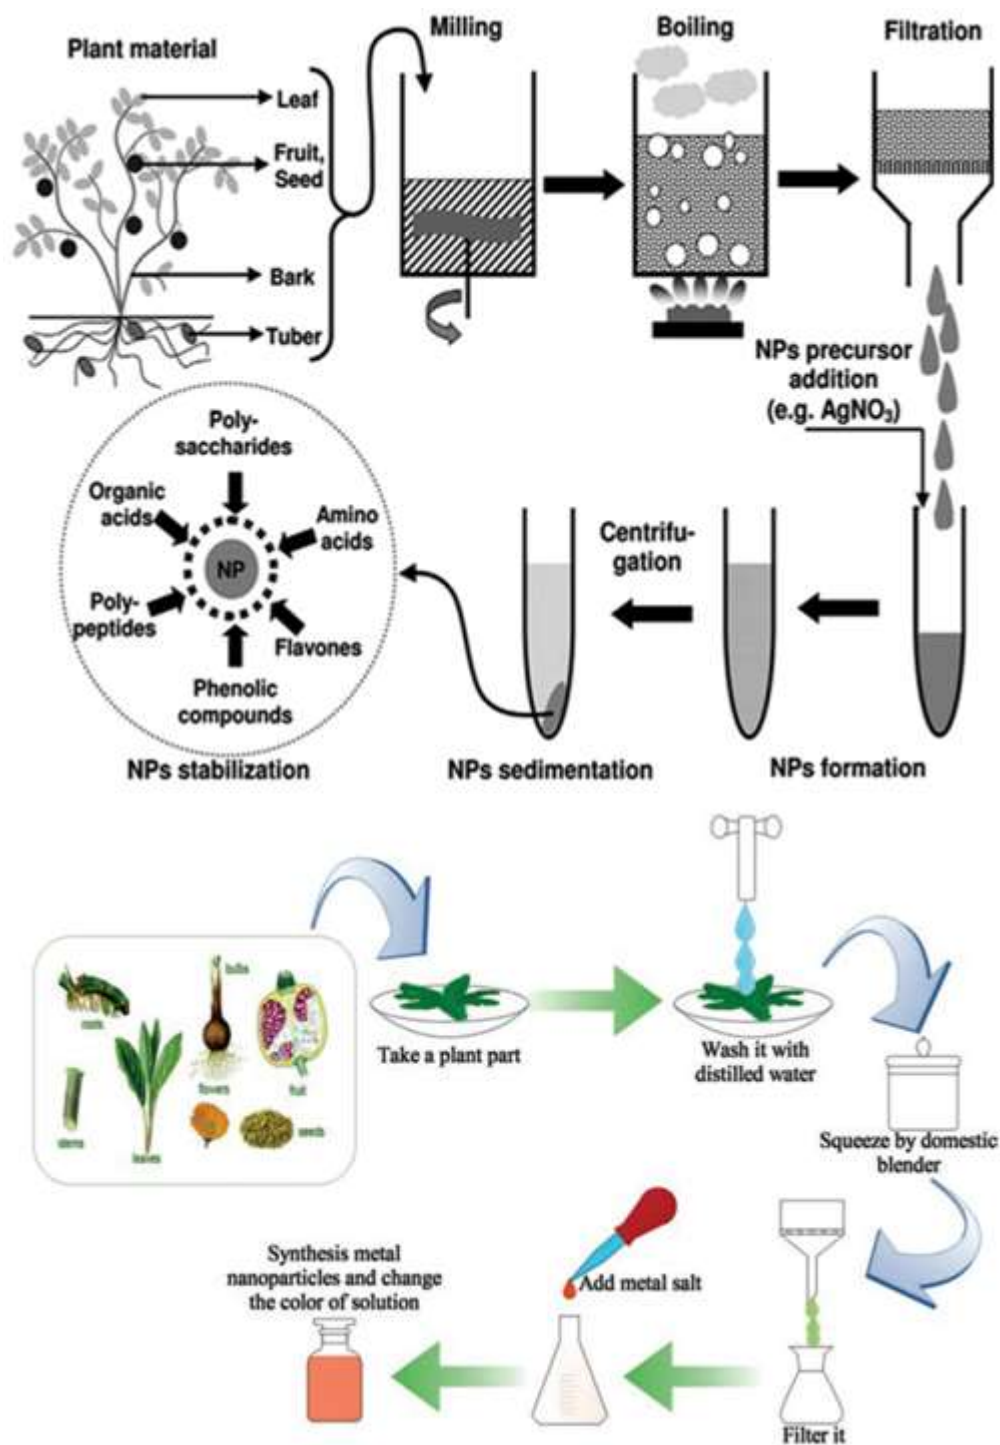 Plant material
Milling
Boiling
Filtration
Leaf
Fruit,
Seed
Bark
Tuber
NPs precursor
addition
(e.g. AgNO₃)
Poly-
saccharides
Organic
acids
Amino
acids
NP
Poly-
peptides
Flavones
Phenolic
compounds
Centrifu-
gation
NPs stabilization
NPs sedimentation
NPs formation
bulbs
roots
flowers
fruit
stems
leaves
seeds
Take a plant part
Wash it with
distilled water
Squeeze by domestic
blender
Synthesis metal
nanoparticles and change
the color of solution
Add metal salt
Filter it